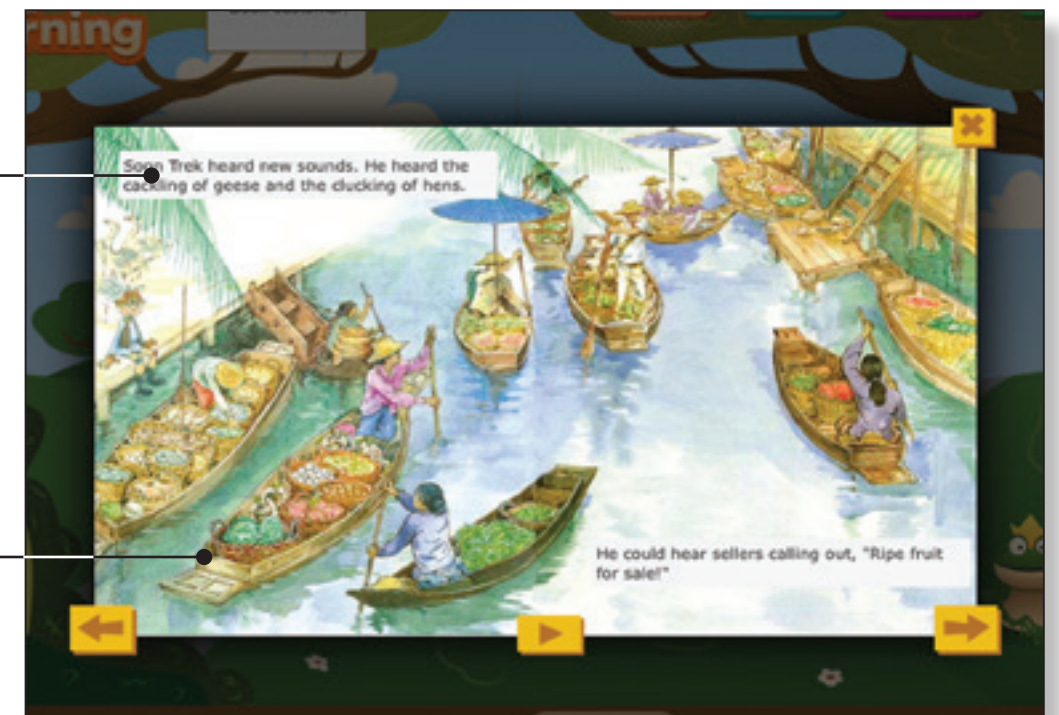 rning
Soon Trek heard new sounds. He heard the
cackling of geese and the clucking of hens.
He could hear sellers calling out, "Ripe fruit
for sale!"